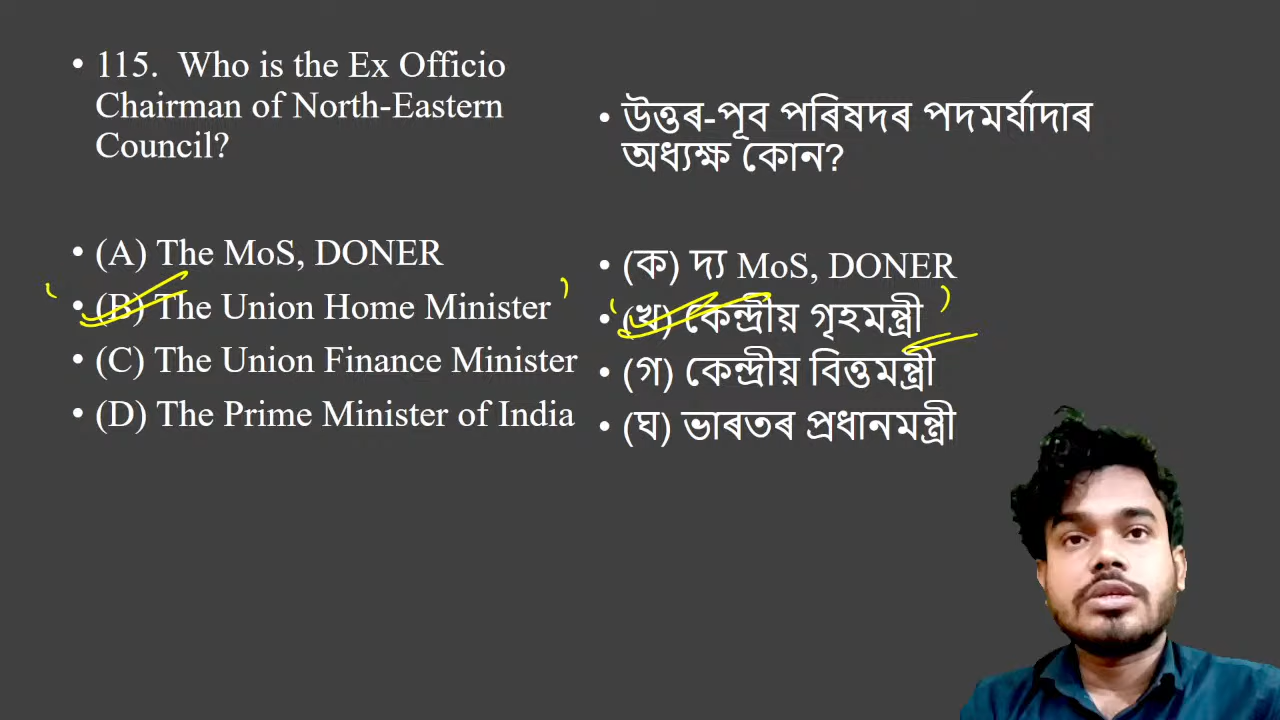 • 115. Who is the Ex Officio
Chairman of North-Eastern
Council?
• (A) The MoS, DONER
• (B) The Union Home Minister
• (C) The Union Finance Minister
• (D) The Prime Minister of India
• উত্তৰ-পূব পৰিষদৰ পদমৰ্যাদাৰ
অধ্যক্ষ কোন?
• (ক) দ্য MoS, DONER
• (খ) কেন্দ্ৰীয় গৃহমন্ত্ৰী
• (গ) কেন্দ্ৰীয় বিত্তমন্ত্ৰী
• (ঘ) ভাৰতৰ প্ৰধানমন্ত্ৰী